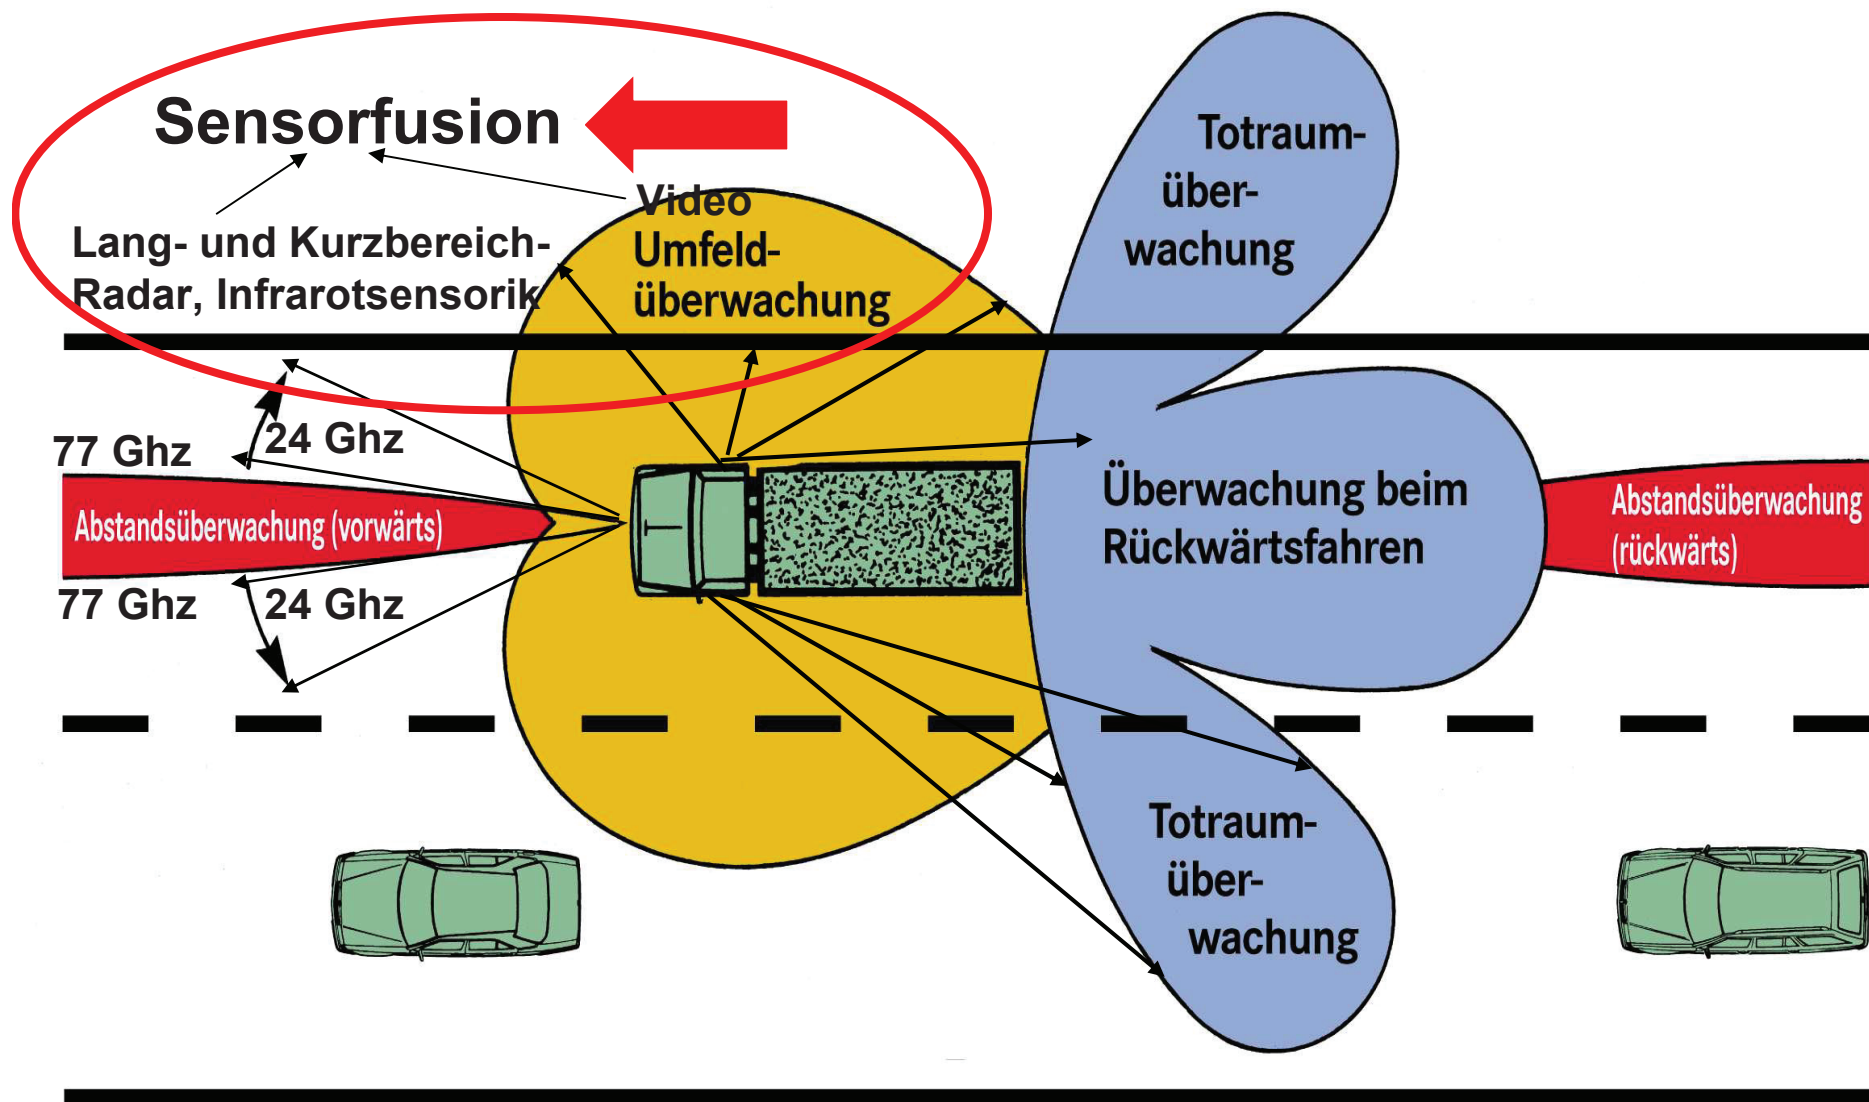 Sensorfusion
Video
Lang- und Kurzbereich-
Radar, Infrarotsensorik
Umfeld-
überwachung
Totraum-
über-
wachung
77 Ghz
24 Ghz
Abstandsüberwachung (vorwärts)
77 Ghz
24 Ghz
Überwachung beim
Rückwärtsfahren
Abstandsüberwachung
(rückwärts)
Totraum-
über-
wachung